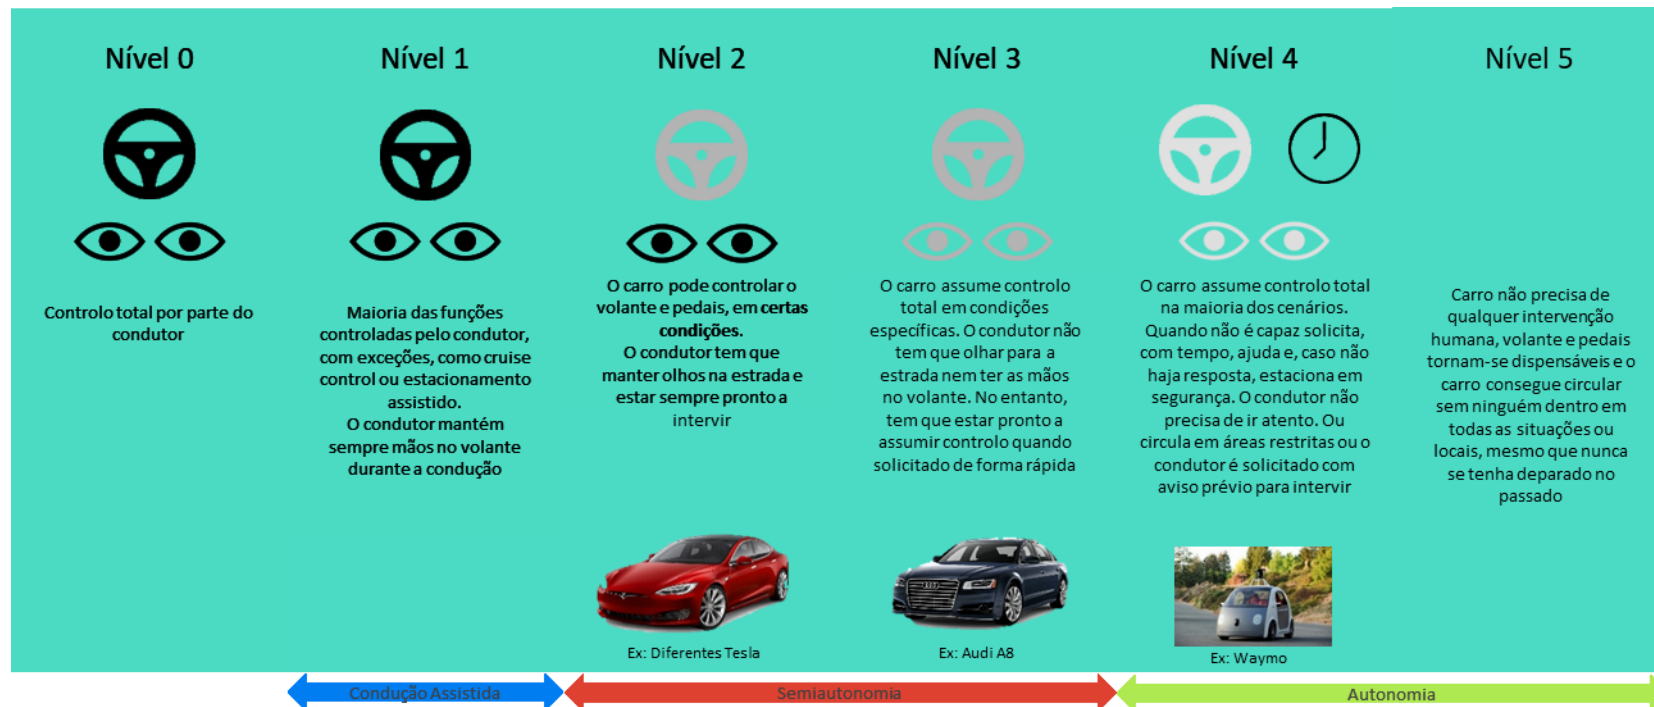 Nível 0
Controlo total por parte do
condutor
Nível 1
Maioria das funções
controladas pelo condutor,
com exceções, como cruise
control ou estacionamento
assistido.
O condutor mantém
sempre mãos no volante
durante a condução
Nível 2
O carro pode controlar o
volante e pedais, em certas
condições.
O condutor tem que
manter olhos na estrada e
estar sempre pronto a
intervir
Ex: Diferentes Tesla
Nível 3
O carro assume controlo
total em condições
específicas. O condutor não
tem que olhar para a
estrada nem ter as mãos
no volante. No entanto,
tem que estar pronto a
assumir controlo quando
solicitado de forma rápida
Ex: Audi A8
Nível 4
O carro assume controlo total
na maioria dos cenários.
Quando não é capaz solicita,
com tempo, ajuda e, caso não
haja resposta, estaciona em
segurança. O condutor não
precisa de ir atento. Ou
circula em áreas restritas ou o
condutor é solicitado com
aviso prévio para intervir
Ex: Waymo
Nível 5
Carro não precisa de
qualquer intervenção
humana, volante e pedais
tornam-se dispensáveis e o
carro consegue circular
sem ninguém dentro em
todas as situações ou
locais, mesmo que nunca
se tenha deparado no
passado
Condução Assistida
Semiautonomia
Autonomia